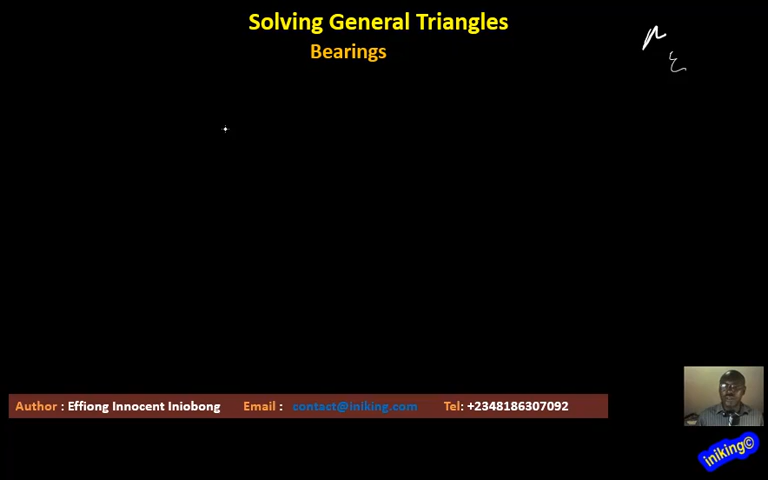 Solving General Triangles
Bearings
Author : Effiong Innocent Iniobong Email : contact@iniking.com Tel: +2348186307092
iniking©